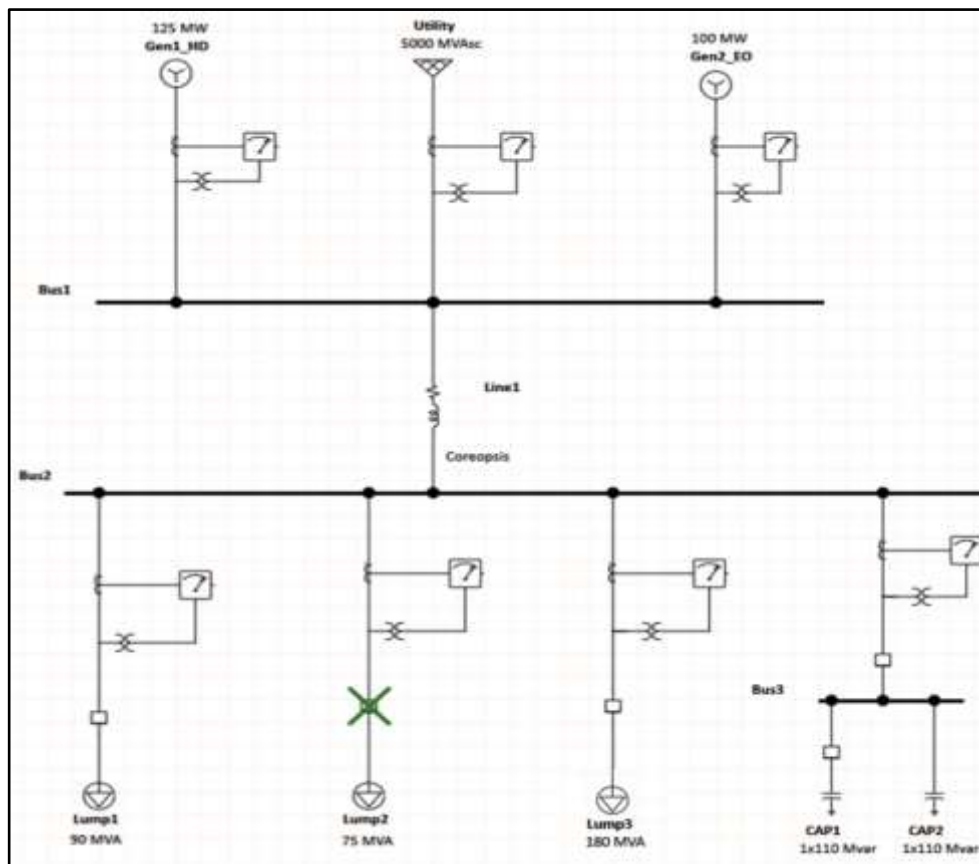 125 MW
Gen1_HD
Utility
5000 MVAsc
100 MW
Gen2_EO
Bus1
Line1
Coreopsis
Bus2
Bus3
Lump1
90 MVA
Lump2
75 MVA
Lump3
180 MVA
CAP1
1x110 Mvar
CAP2
1x110 Mvar